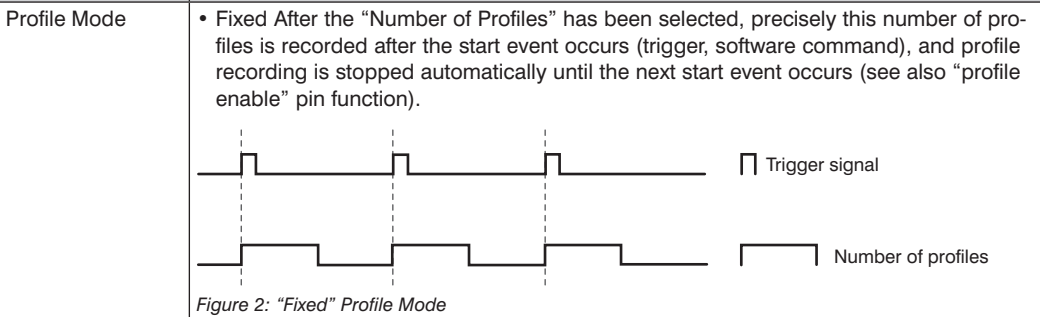 Profile Mode
• Fixed After the “Number of Profiles” has been selected, precisely this number of pro-
files is recorded after the start event occurs (trigger, software command), and profile
recording is stopped automatically until the next start event occurs (see also “profile
enable” pin function).
Trigger signal
Number of profiles
Figure 2: “Fixed” Profile Mode